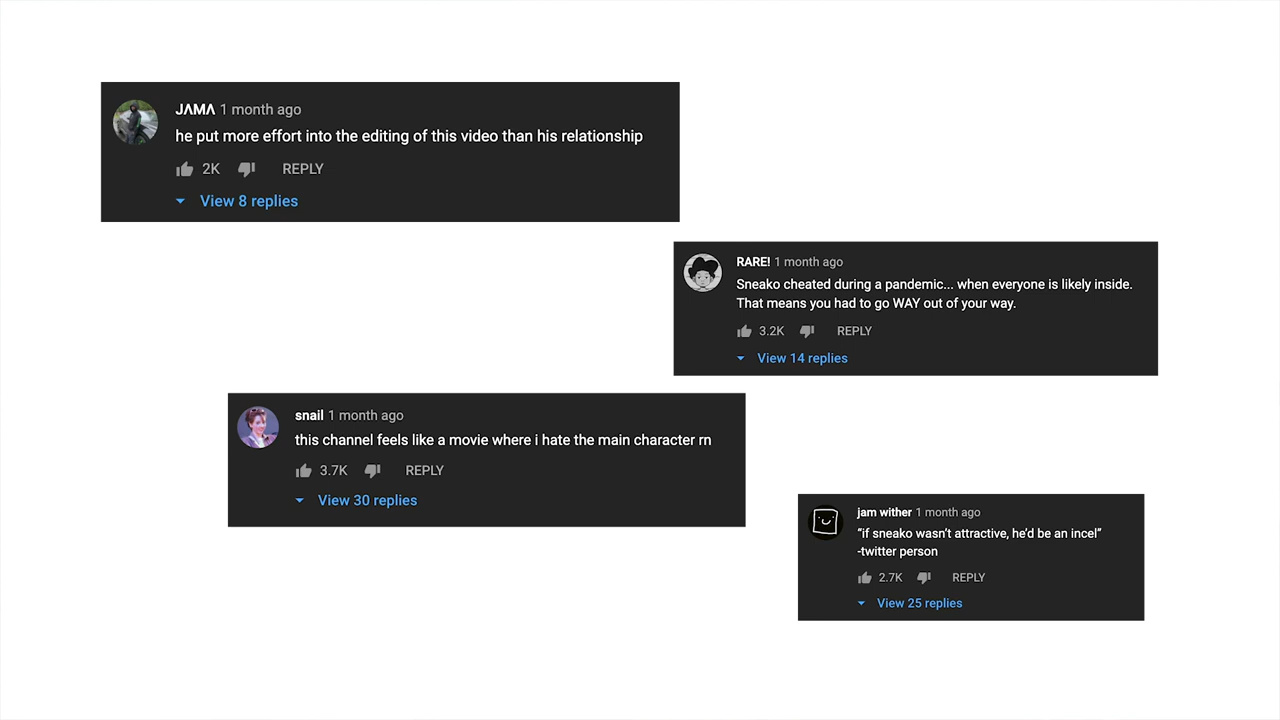 JΛMΛ 1 month ago
he put more effort into the editing of this video than his relationship
2K REPLY
View 8 replies
RARE! 1 month ago
Sneako cheated during a pandemic... when everyone is likely inside.
That means you had to go WAY out of your way.
3.2K REPLY
View 14 replies
snail 1 month ago
this channel feels like a movie where i hate the main character rn
3.7K REPLY
View 30 replies
jam wither 1 month ago
“if sneako wasn’t attractive, he’d be an incel”
-twitter person
2.7K REPLY
View 25 replies